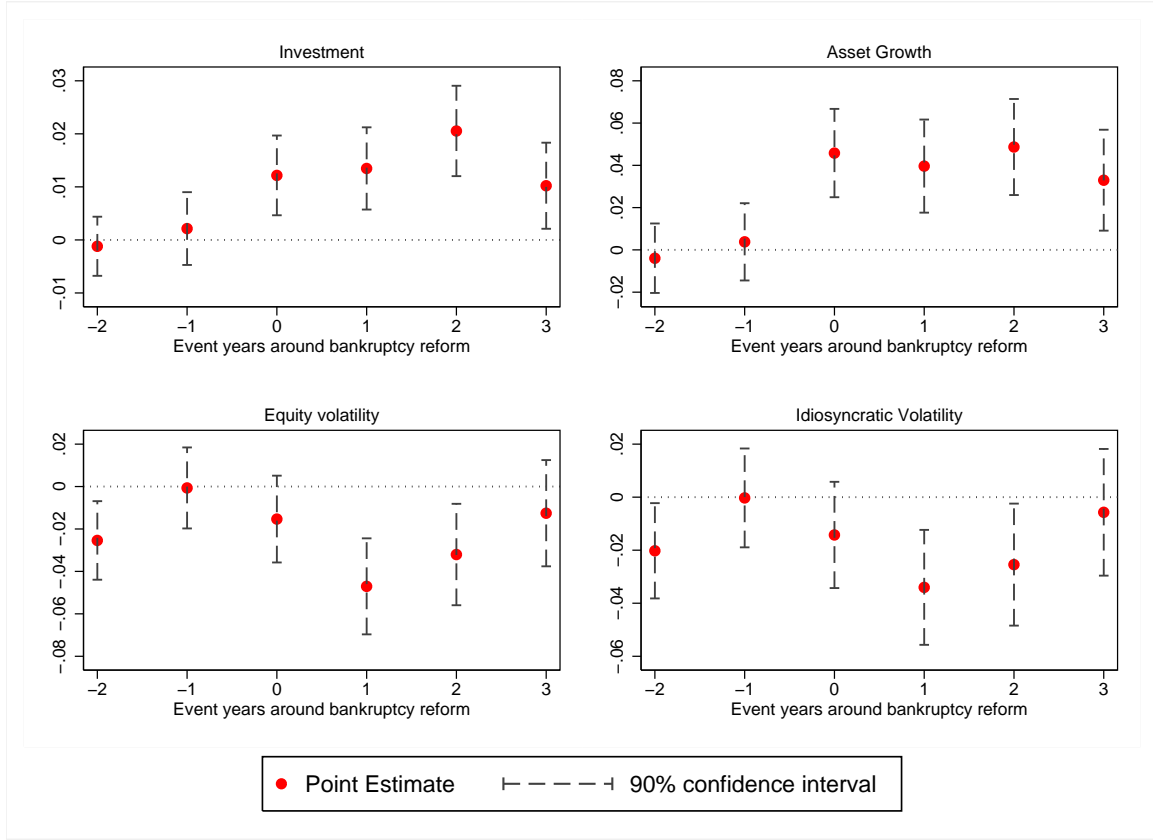 Investment
.03
.02
.01
0
−.01
−2 −1 0 1 2 3
Event years around bankruptcy reform
Asset Growth
.08
.06
.04
.02
0
−.02
−2 −1 0 1 2 3
Event years around bankruptcy reform
Equity volatility
.02
0
−.02
−.04
−.06
−.08
−2 −1 0 1 2 3
Event years around bankruptcy reform
Idiosyncratic Volatility
.02
0
−.02
−.04
−.06
−2 −1 0 1 2 3
Event years around bankruptcy reform
Point Estimate 90% confidence interval